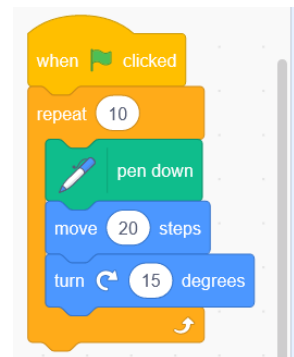 when clicked
repeat 10
pen down
move 20 steps
turn 15 degrees